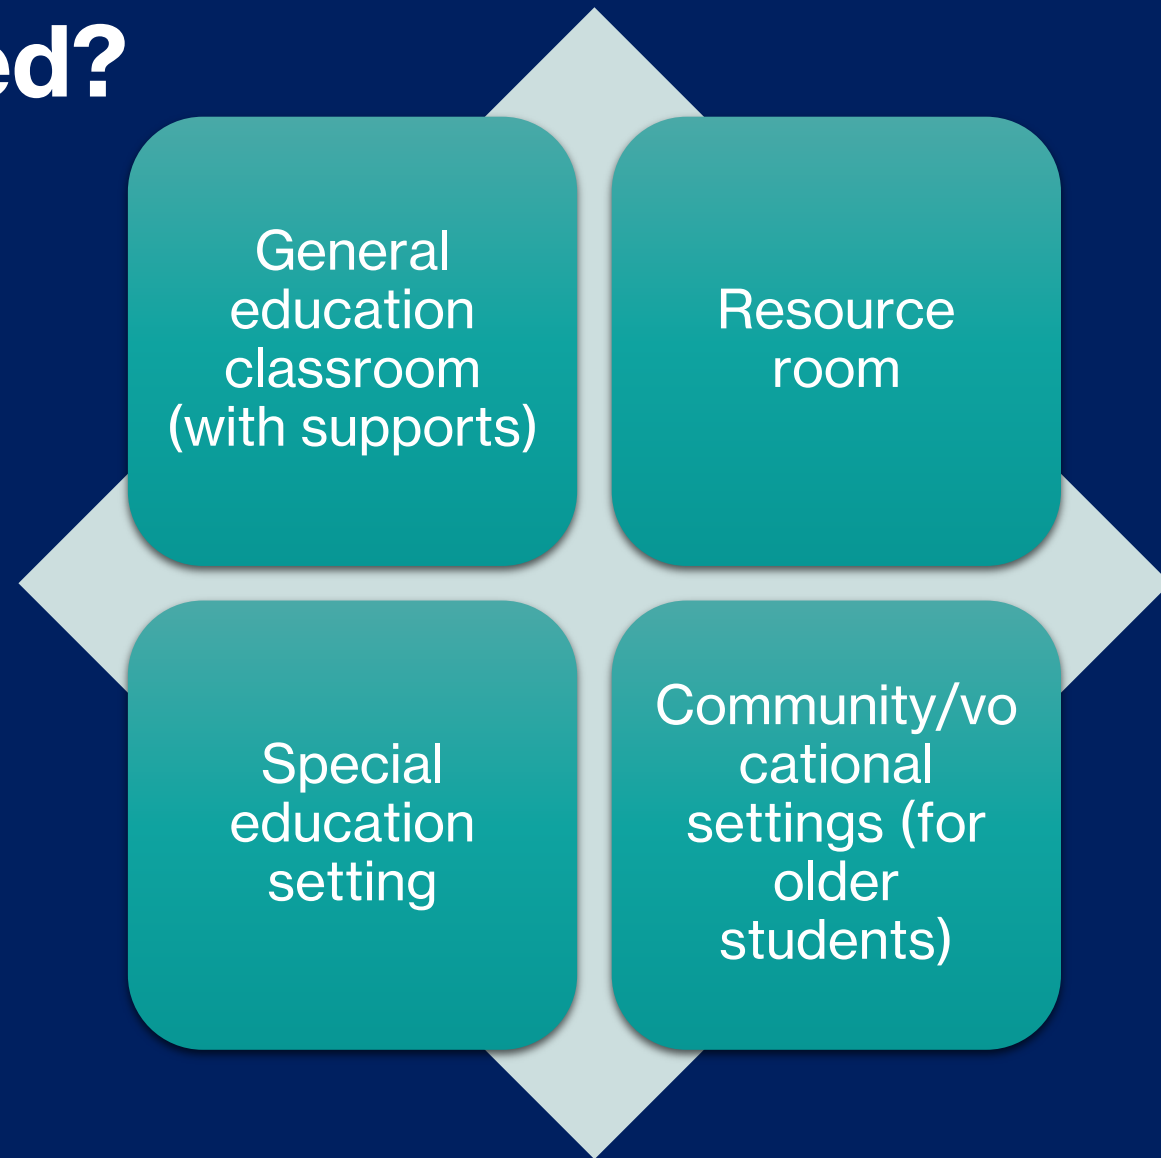 ed?
General
education
classroom
(with supports)
Resource
room
Special
education
setting
Community/vo
cational
settings (for
older
students)